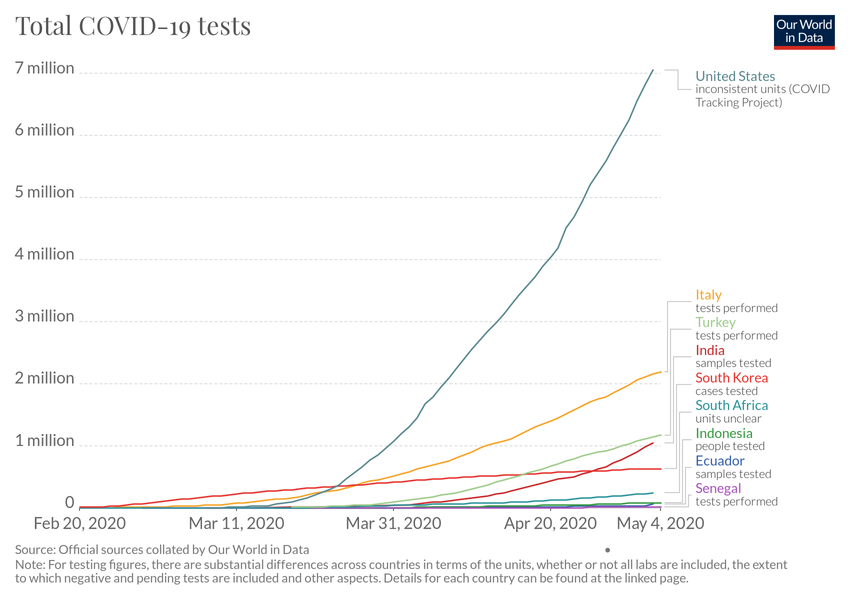 Total COVID-19 tests
Our World
in Data
7 million
6 million
5 million
4 million
3 million
2 million
1 million
0
Feb 20, 2020
Mar 11, 2020
Mar 31, 2020
Apr 20, 2020
May 4, 2020
United States
inconsistent units (COVID
Tracking Project)
Italy
tests performed
Turkey
tests performed
India
samples tested
South Korea
cases tested
South Africa
units unclear
Indonesia
people tested
Ecuador
samples tested
Senegal
tests performed
Source: Official sources collated by Our World in Data
Note: For testing figures, there are substantial differences across countries in terms of the units, whether or not all labs are included, the extent
to which negative and pending tests are included and other aspects. Details for each country can be found at the linked page.